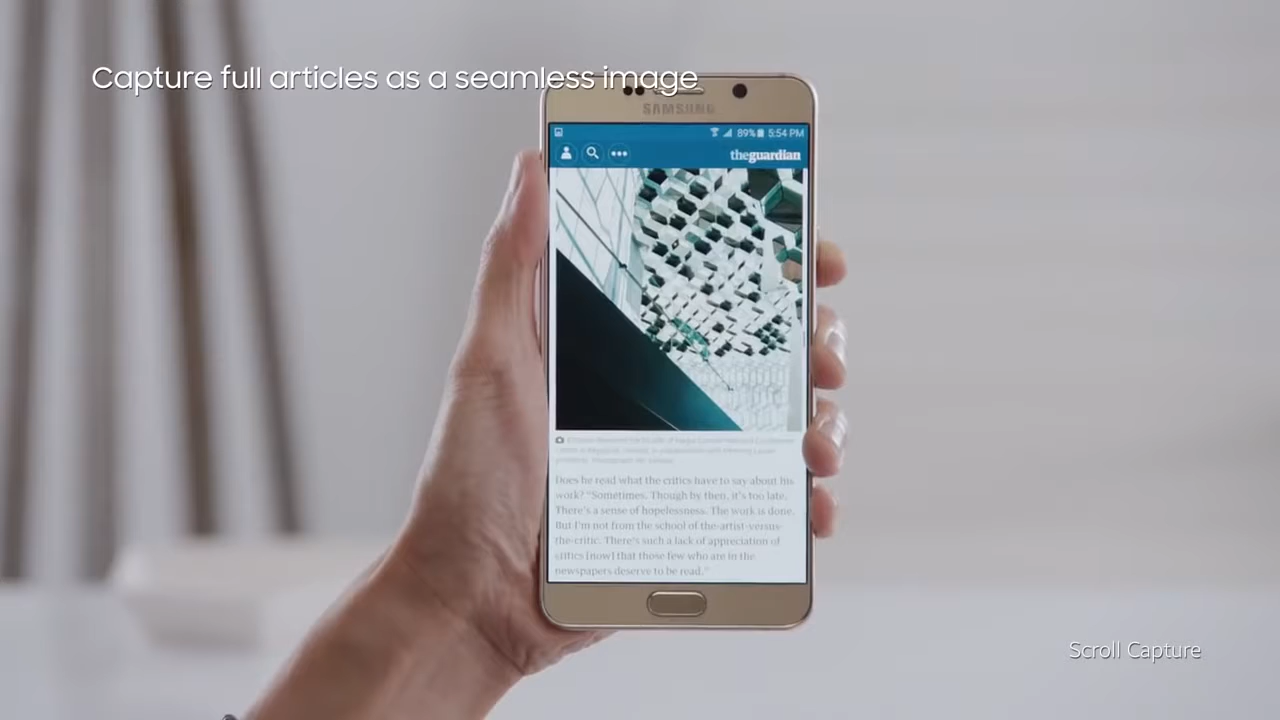 Capture full articles as a seamless image
SAMSUNG
89% 5:54 PM
theguardian
Does he read what the critics have to say about his
work? “Sometimes. Though by then, it's too late.
There's a sense of hopelessness. The work is done.
But I'm not from the school of the-artist-versus-
the-critic. There's such a lack of appreciation of
critics [now] that those few who are in the
newspapers deserve to be read.”
Scroll Capture